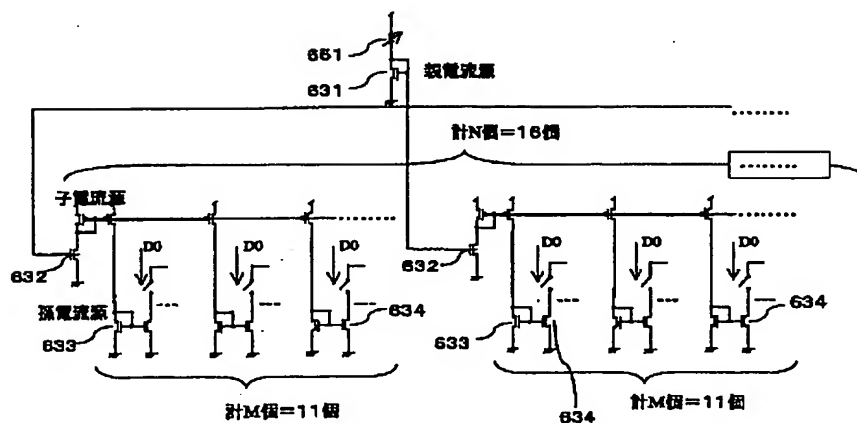 651
631
親電流源
........
計N個=16個
........
子電流源
........
........
D0
D0
D0
D0
D0
D0
632
632
孫電流源
633
634
633
634
634
計M個=11個
計M個=11個